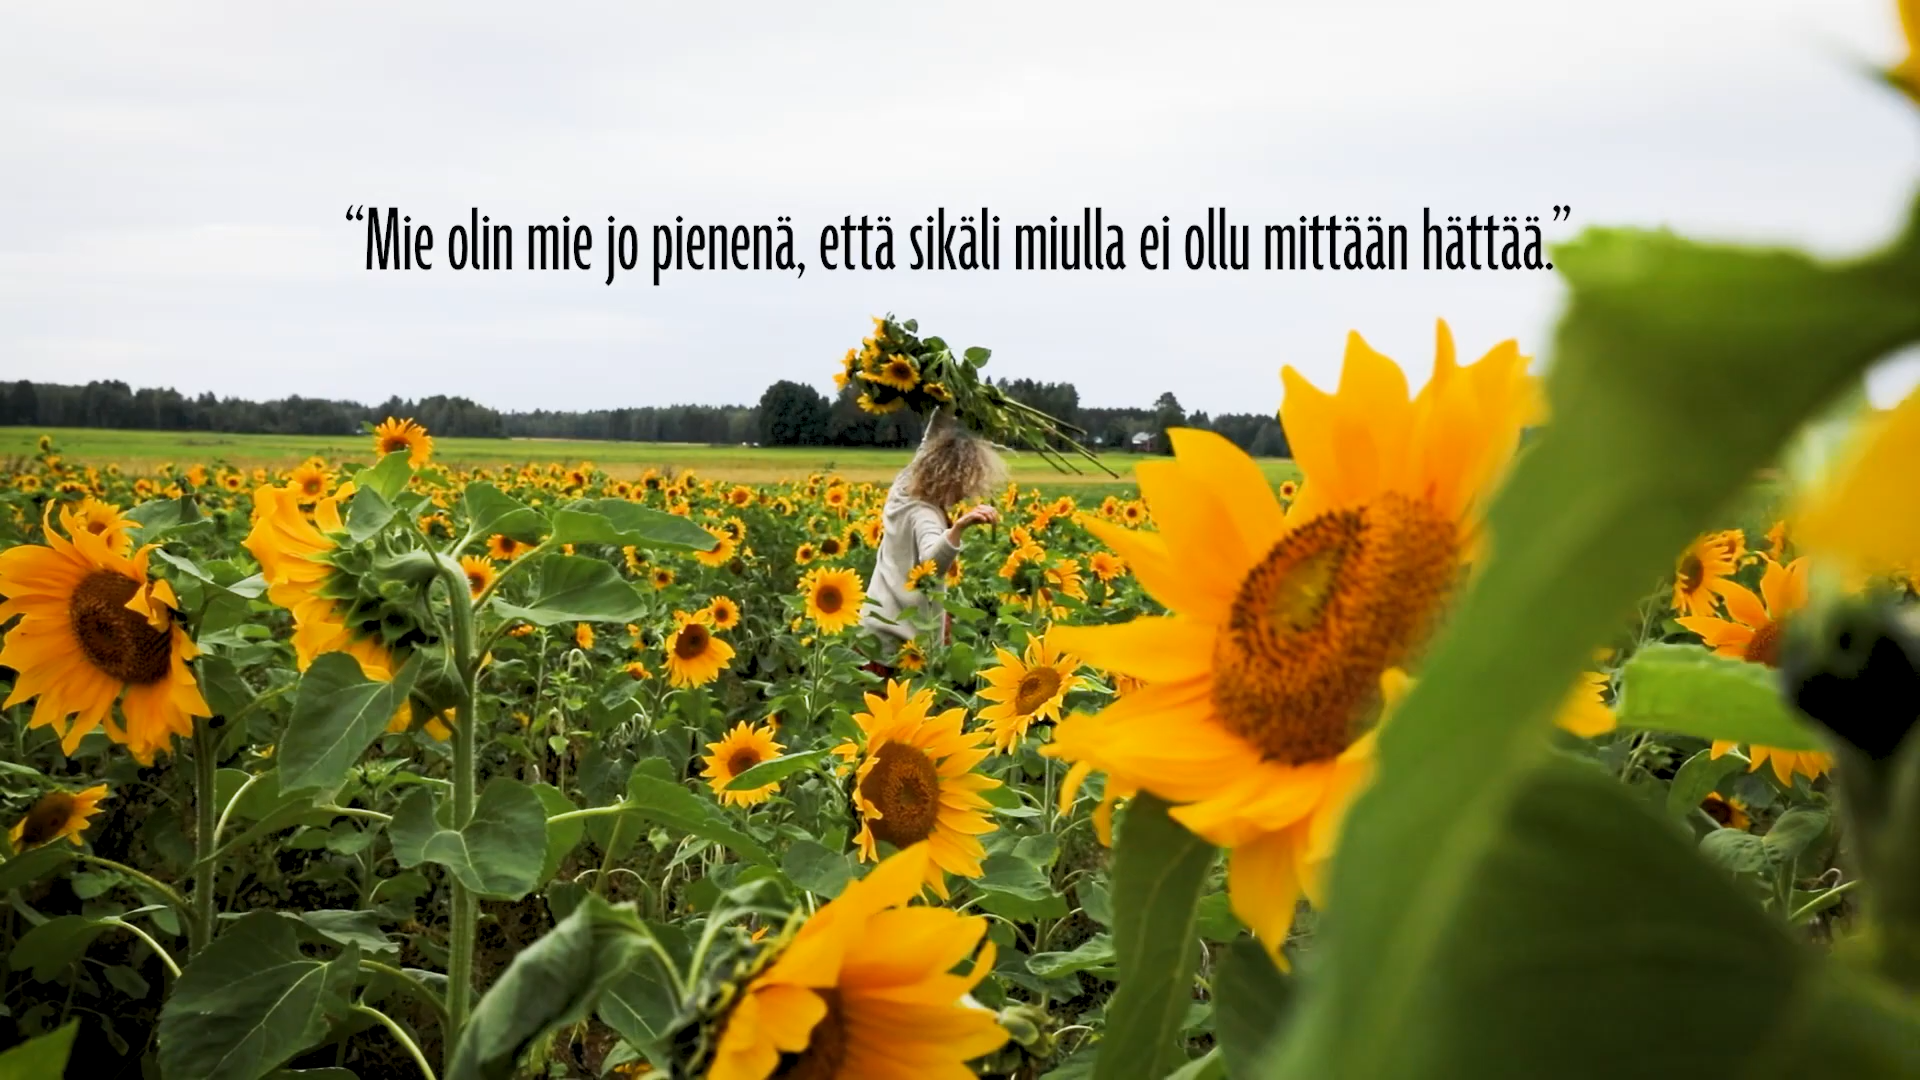 “Mie olin mie jo pienenä, että sikäli miulla ei ollu mittään hättää.”